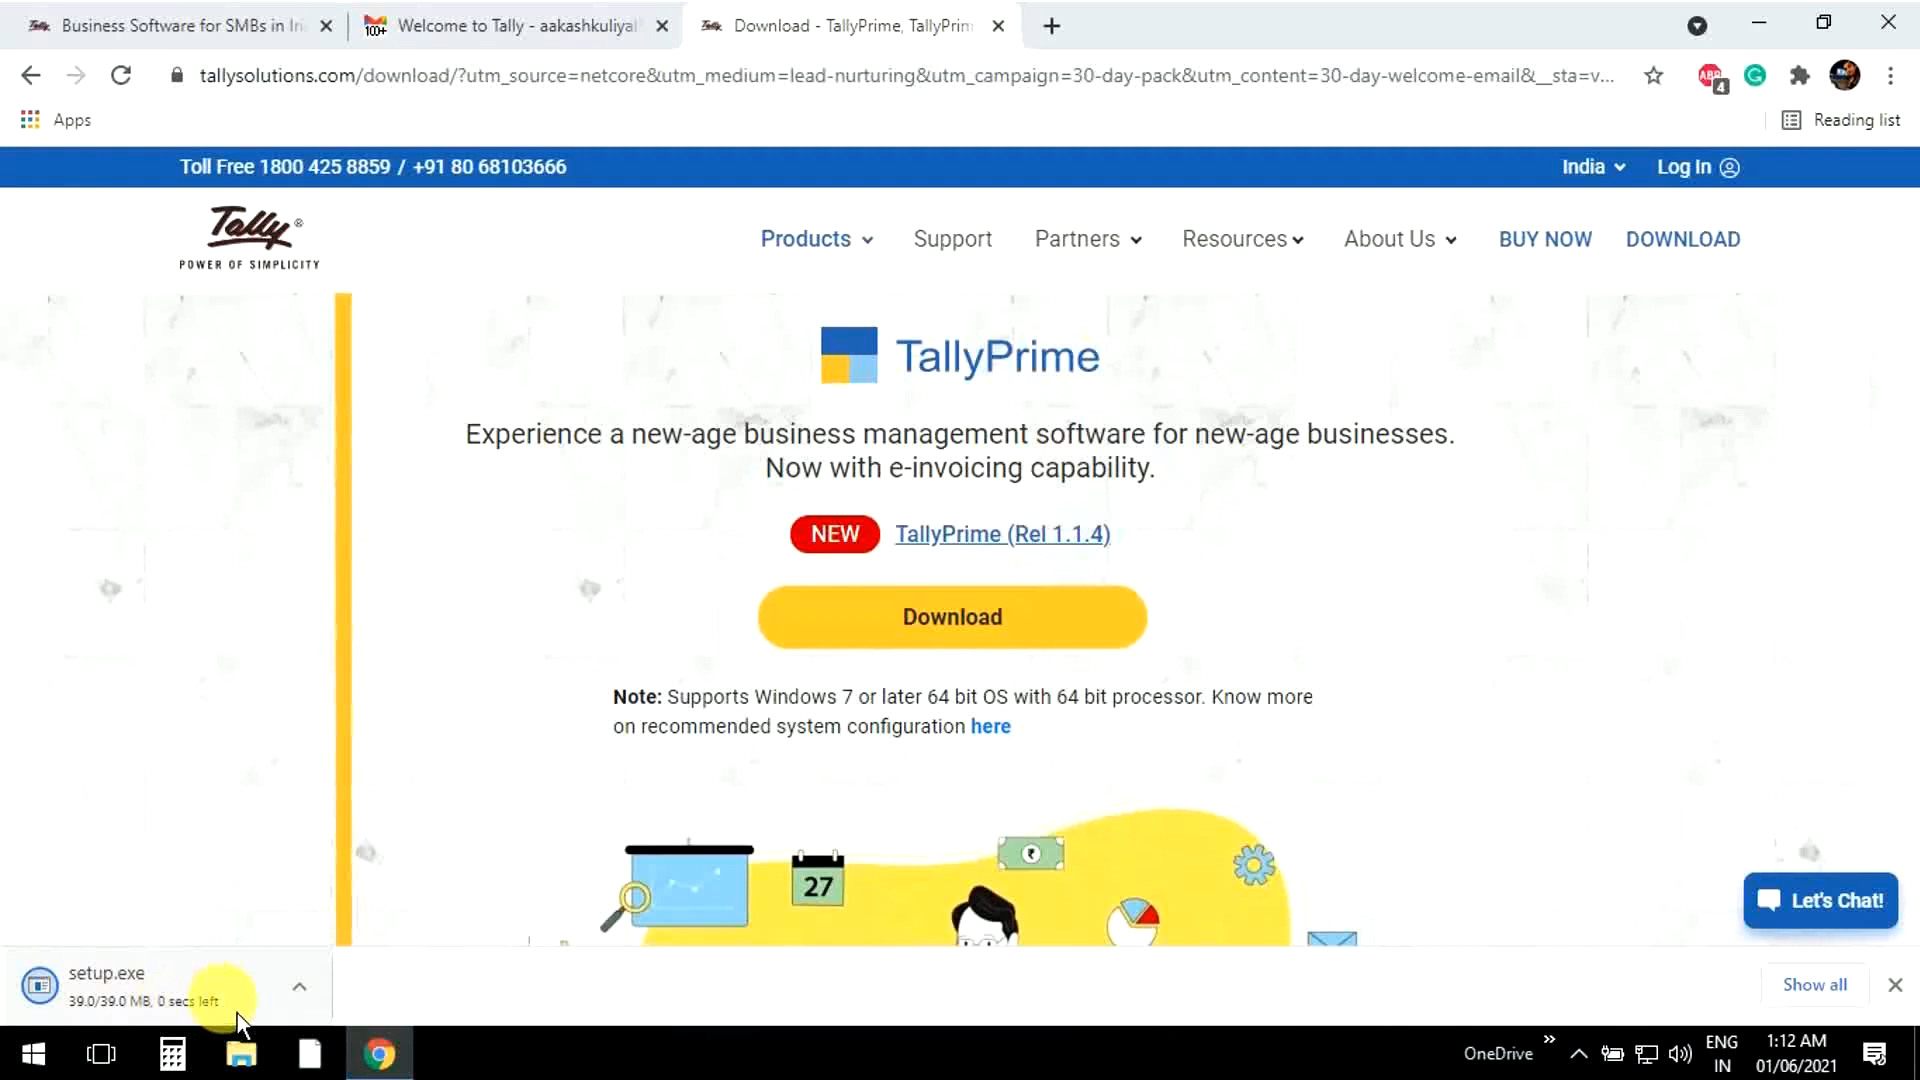 Business Software for SMBs in In
Welcome to Tally - aakashkuliyal
Download - TallyPrime, TallyPrim
100+
tallysolutions.com/download/?utm_source=netcore&utm_medium=lead-nurturing&utm_campaign=30-day-pack&utm_content=30-day-welcome-email&__sta=v...
ABP
4
Apps
Reading list
Toll Free 1800 425 8859 / +91 80 68103666
India
Log In
Tally®
POWER OF SIMPLICITY
Products
Support
Partners
Resources
About Us
BUY NOW
DOWNLOAD
TallyPrime
Experience a new-age business management software for new-age businesses.
Now with e-invoicing capability.
NEW TallyPrime (Rel 1.1.4)
Download
Note: Supports Windows 7 or later 64 bit OS with 64 bit processor. Know more
on recommended system configuration here
27
₹
Let's Chat!
setup.exe
39.0/39.0 MB, 0 secs left
Show all
OneDrive
ENG
IN
1:12 AM
01/06/2021